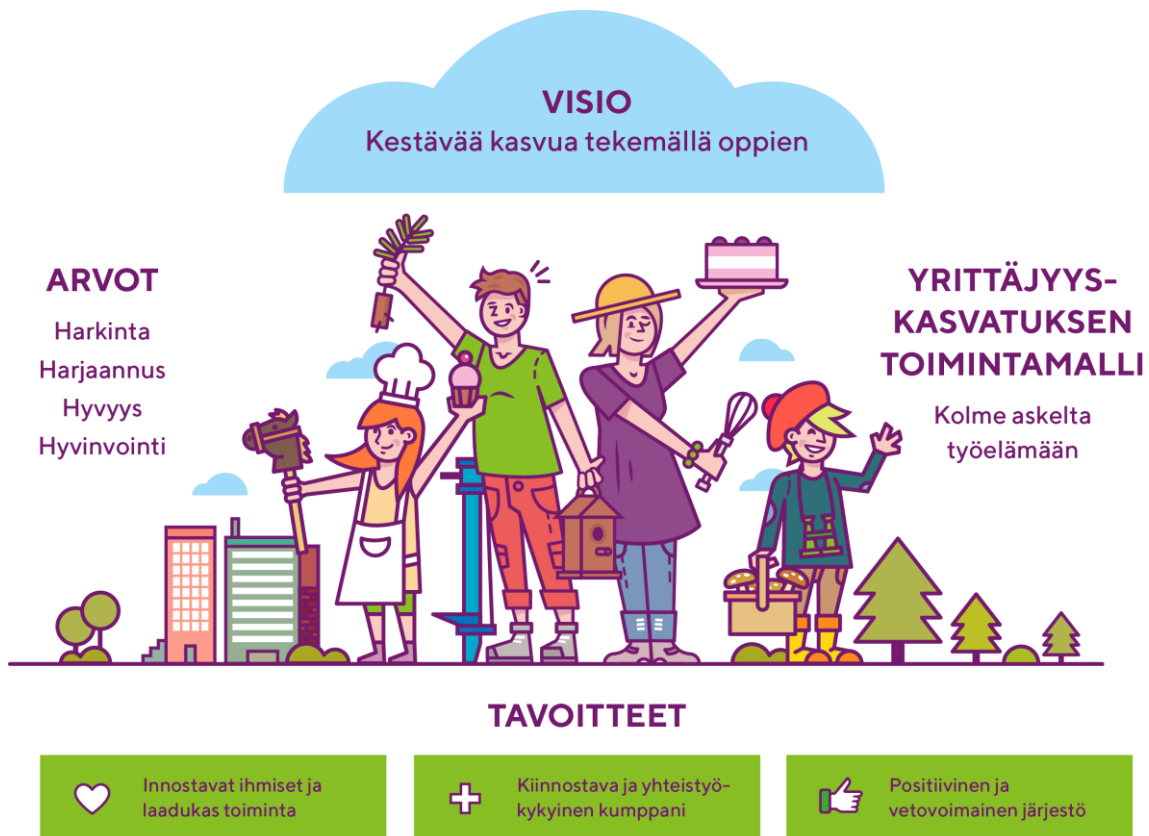 VISIO
Kestävää kasvua tekemällä oppien
ARVOT
Harkinta
Harjaannus
Hyvyys
Hyvinvointi
YRITTÄJYYS-
KASVATUKSEN
TOIMINTAMALLI
Kolme askelta
työelämään
TAVOITTEET
Innostavat ihmiset ja
laadukas toiminta
Kiinnostava ja yhteistyö-
kykyinen kumppani
Positiivinen ja
vetovoimainen järjestö